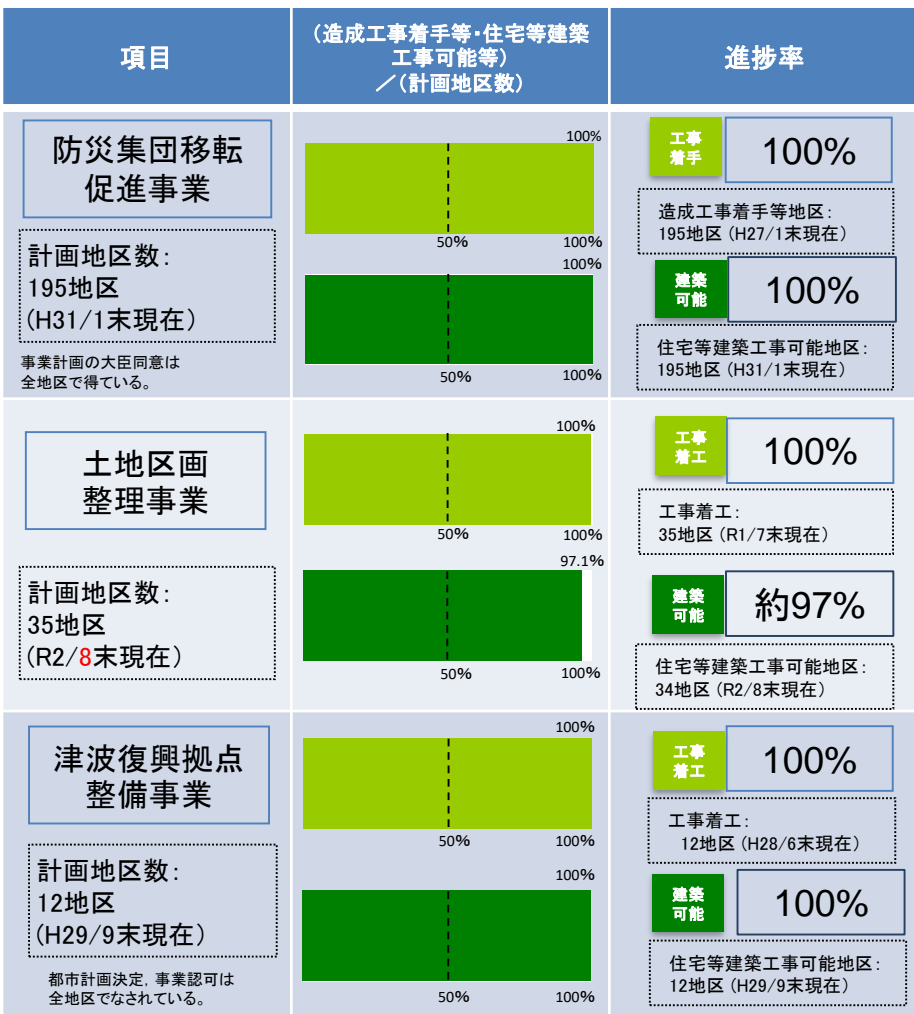 項目
(造成工事着手等・住宅等建築
工事可能等)
／(計画地区数)
進捗率
防災集団移転
促進事業
計画地区数：
195地区
(H31/1末現在)
事業計画の大臣同意は
全地区で得ている。
100%
50%
100%
100%
50%
100%
工事
着手
100%
造成工事着手等地区：
195地区 (H27/1末現在)
建築
可能
100%
住宅等建築工事可能地区：
195地区 (H31/1末現在)
土地区画
整理事業
計画地区数：
35地区
(R2/8末現在)
100%
50%
100%
97.1%
50%
100%
工事
着工
100%
工事着工：
35地区 (R1/7末現在)
建築
可能
約97%
住宅等建築工事可能地区：
34地区 (R2/8末現在)
津波復興拠点
整備事業
計画地区数：
12地区
(H29/9末現在)
都市計画決定，事業認可は
全地区でなされている。
100%
50%
100%
100%
50%
100%
工事
着工
100%
工事着工：
12地区 (H28/6末現在)
建築
可能
100%
住宅等建築工事可能地区：
12地区 (H29/9末現在)